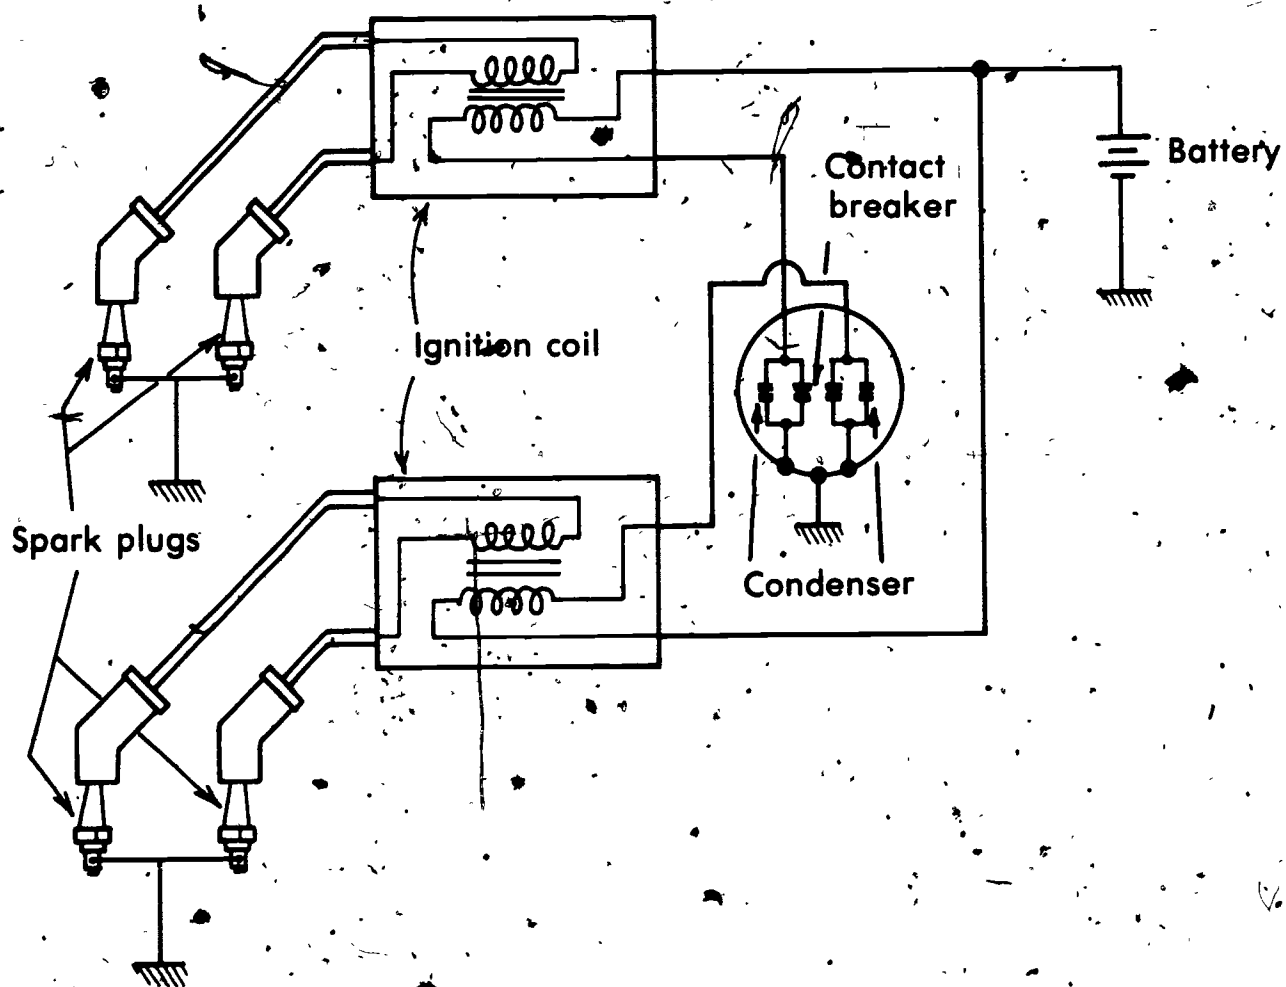 Battery
Contact
breaker
Ignition coil
Spark plugs
Condenser